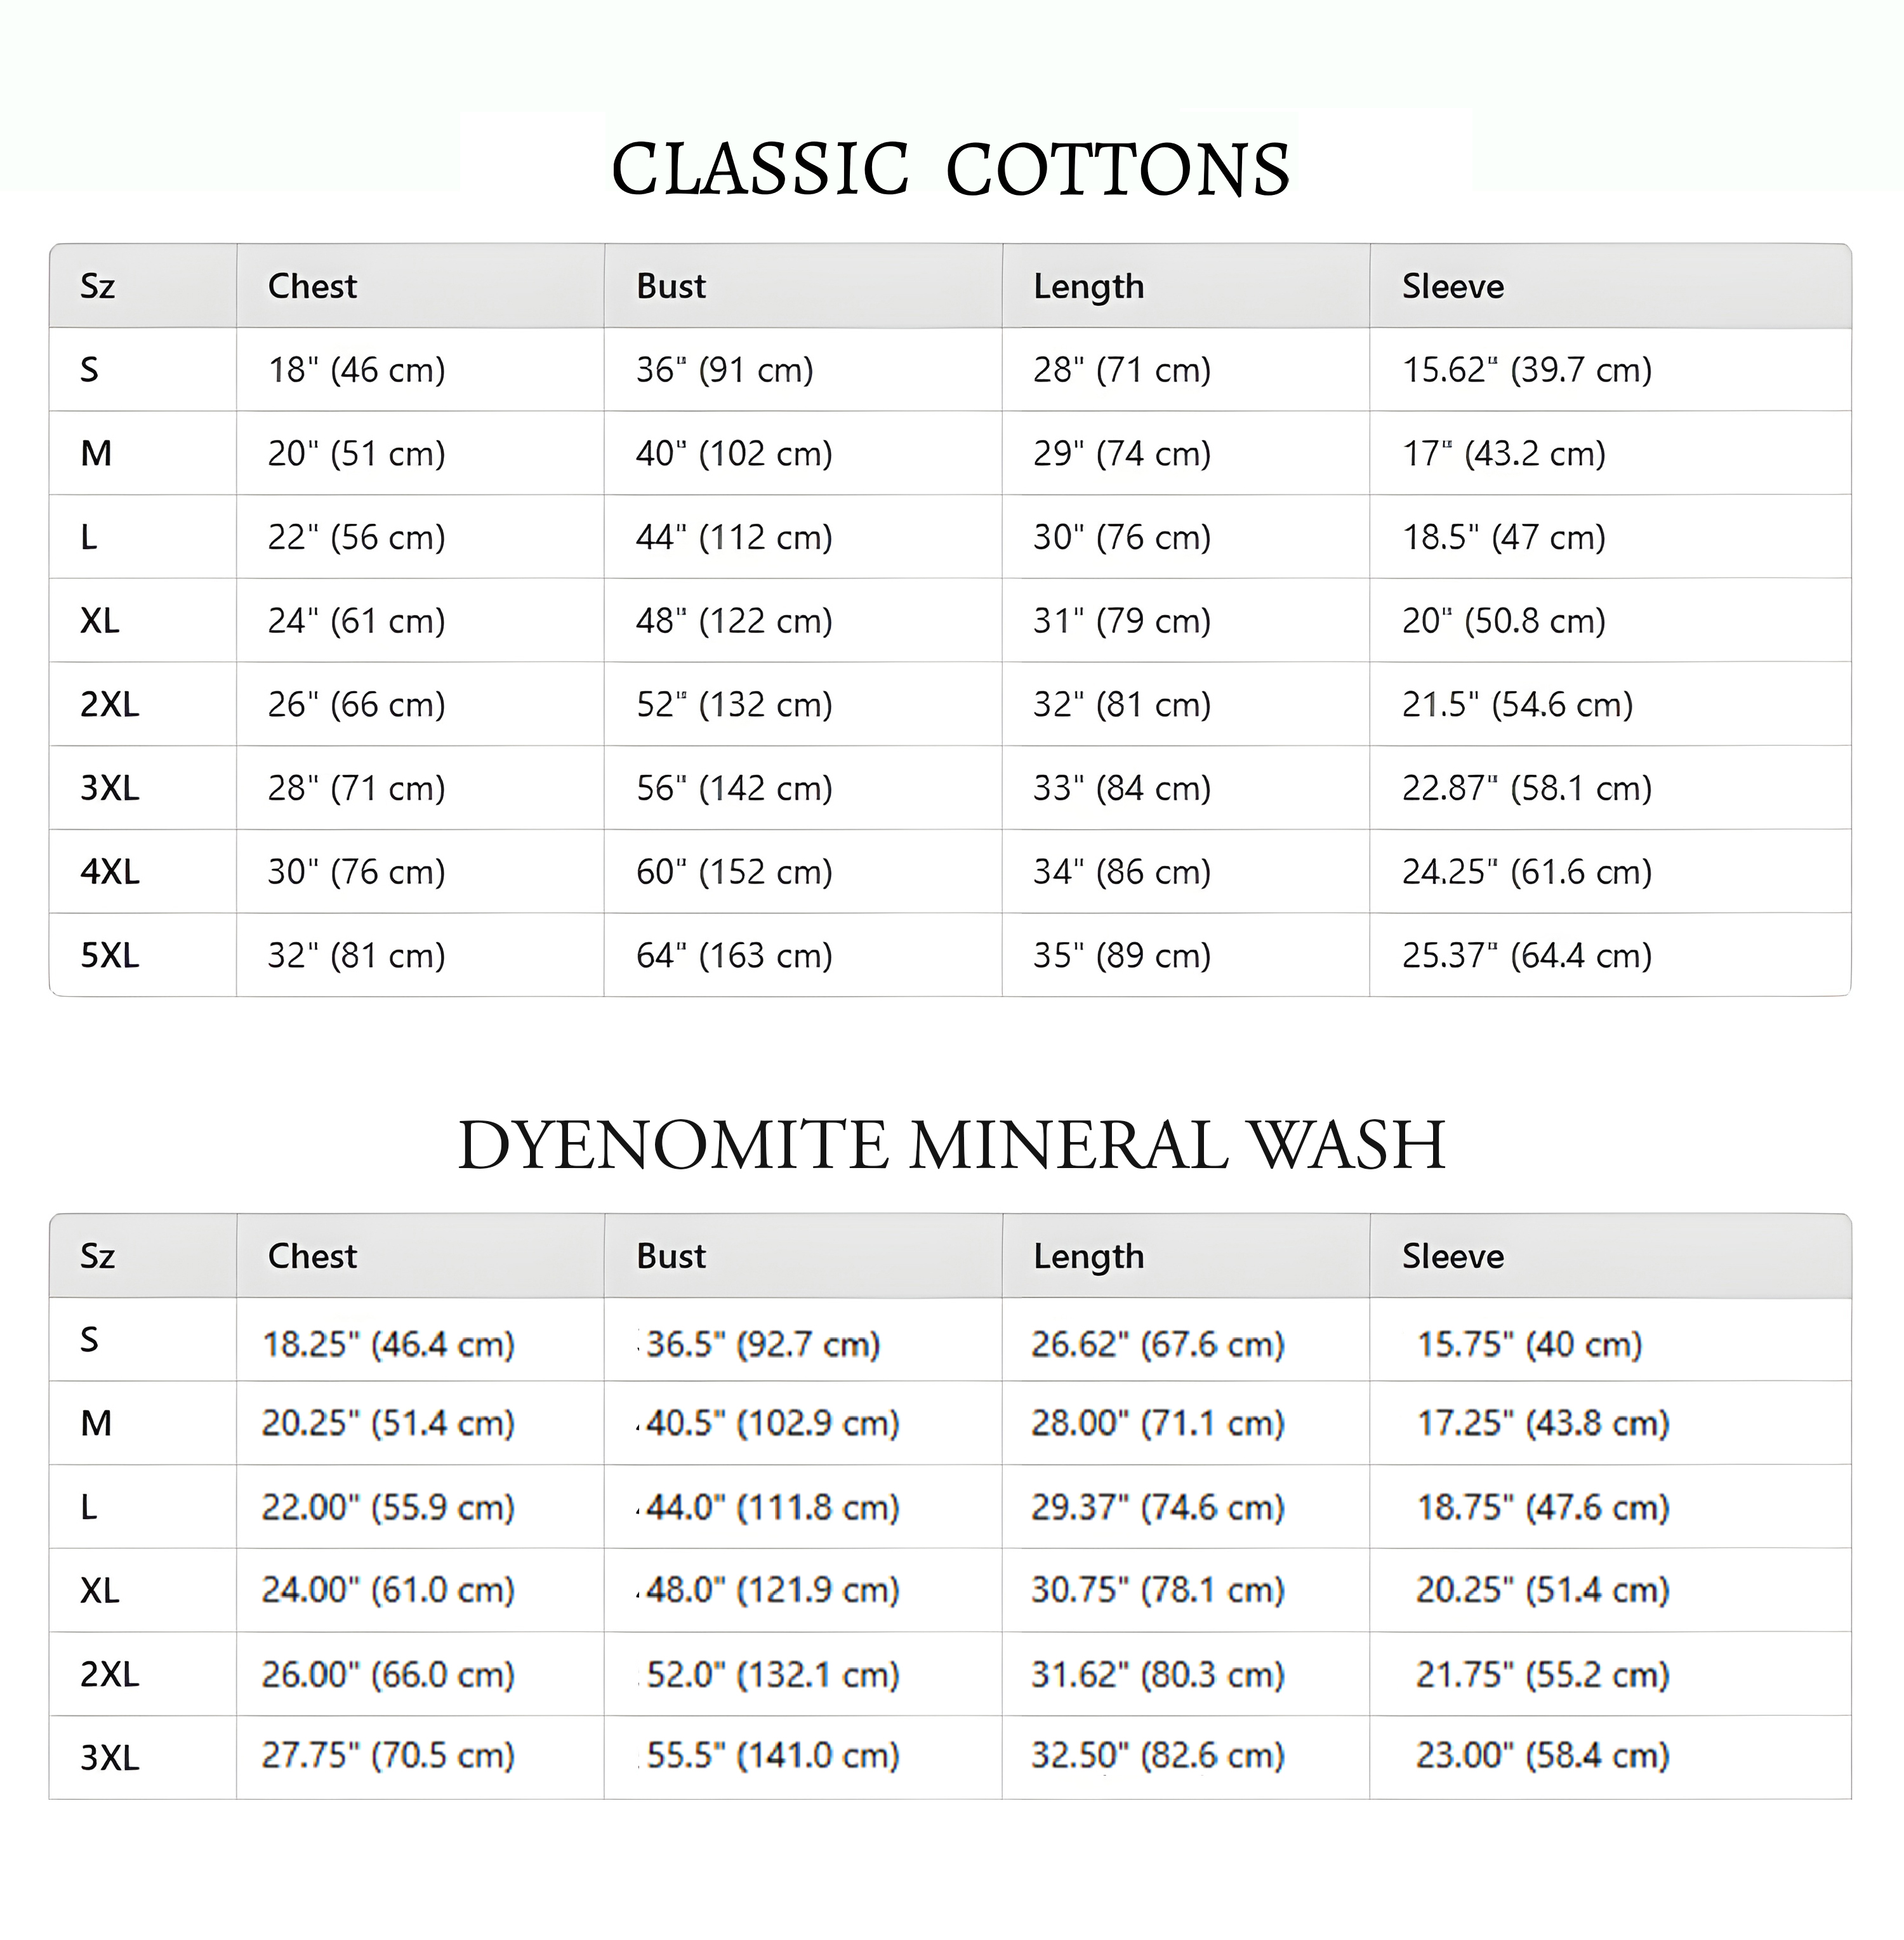 CLASSIC COTTONS
Sz Chest Bust Length Sleeve
S 18" (46 cm) 36" (91 cm) 28" (71 cm) 15.62" (39.7 cm)
M 20" (51 cm) 40" (102 cm) 29" (74 cm) 17" (43.2 cm)
L 22" (56 cm) 44" (112 cm) 30" (76 cm) 18.5" (47 cm)
XL 24" (61 cm) 48" (122 cm) 31" (79 cm) 20" (50.8 cm)
2XL 26" (66 cm) 52" (132 cm) 32" (81 cm) 21.5" (54.6 cm)
3XL 28" (71 cm) 56" (142 cm) 33" (84 cm) 22.87" (58.1 cm)
4XL 30" (76 cm) 60" (152 cm) 34" (86 cm) 24.25" (61.6 cm)
5XL 32" (81 cm) 64" (163 cm) 35" (89 cm) 25.37" (64.4 cm)
DYENOMITE MINERAL WASH
Sz Chest Bust Length Sleeve
S 18.25" (46.4 cm) 36.5" (92.7 cm) 26.62" (67.6 cm) 15.75" (40 cm)
M 20.25" (51.4 cm) 40.5" (102.9 cm) 28.00" (71.1 cm) 17.25" (43.8 cm)
L 22.00" (55.9 cm) 44.0" (111.8 cm) 29.37" (74.6 cm) 18.75" (47.6 cm)
XL 24.00" (61.0 cm) 48.0" (121.9 cm) 30.75" (78.1 cm) 20.25" (51.4 cm)
2XL 26.00" (66.0 cm) 52.0" (132.1 cm) 31.62" (80.3 cm) 21.75" (55.2 cm)
3XL 27.75" (70.5 cm) 55.5" (141.0 cm) 32.50" (82.6 cm) 23.00" (58.4 cm)